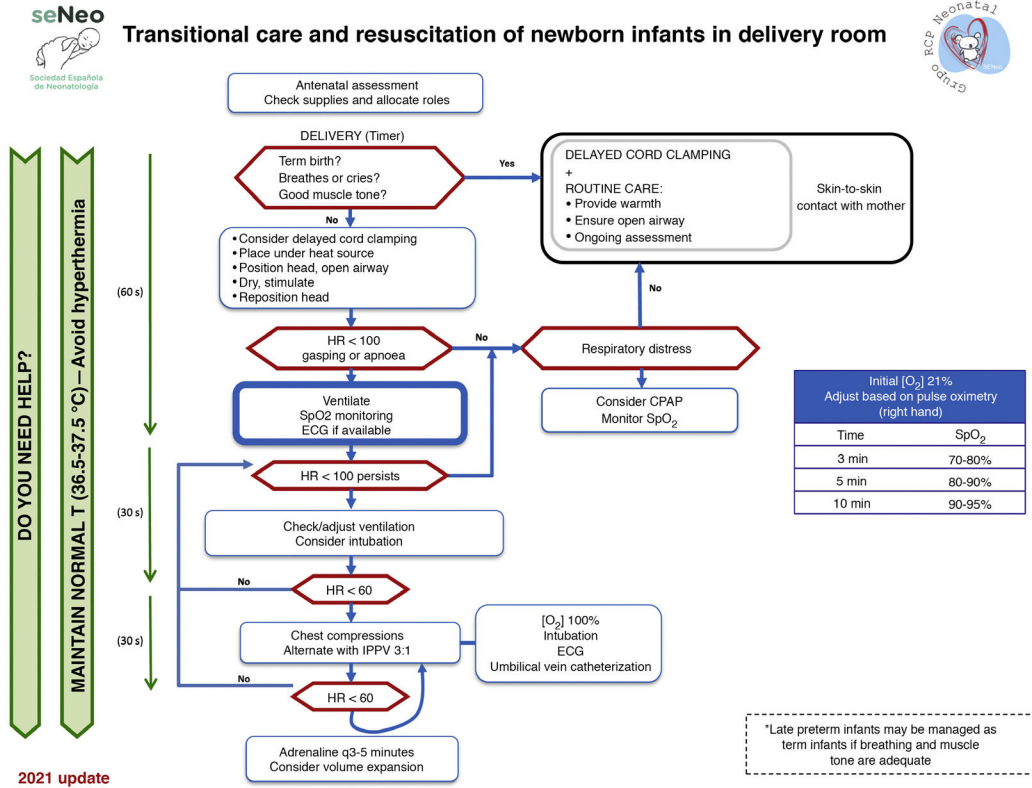 seNeo
Sociedad Española
de Neonatología
Transitional care and resuscitation of newborn infants in delivery room
Grupo RCP Neonatal
SENeo
Antenatal assessment
Check supplies and allocate roles
DELIVERY (Timer)
Term birth?
Breathes or cries?
Good muscle tone?
Yes
DELAYED CORD CLAMPING
+
ROUTINE CARE:
• Provide warmth
• Ensure open airway
• Ongoing assessment
Skin-to-skin
contact with mother
No
• Consider delayed cord clamping
• Place under heat source
• Position head, open airway
• Dry, stimulate
• Reposition head
(60 s)
No
HR < 100
gasping or apnoea
No
Respiratory distress
Ventilate
SpO2 monitoring
ECG if available
Consider CPAP
Monitor SpO₂
HR < 100 persists
(30 s)
Check/adjust ventilation
Consider intubation
No
HR < 60
(30 s)
Chest compressions
Alternate with IPPV 3:1
[O₂] 100%
Intubation
ECG
Umbilical vein catheterization
No
HR < 60
Adrenaline q3-5 minutes
Consider volume expansion
DO YOU NEED HELP?
MAINTAIN NORMAL T (36.5-37.5 °C)—Avoid hyperthermia
Initial [O₂] 21%
Adjust based on pulse oximetry
(right hand)
Time SpO₂
3 min 70-80%
5 min 80-90%
10 min 90-95%
*Late preterm infants may be managed as
term infants if breathing and muscle
tone are adequate
2021 update